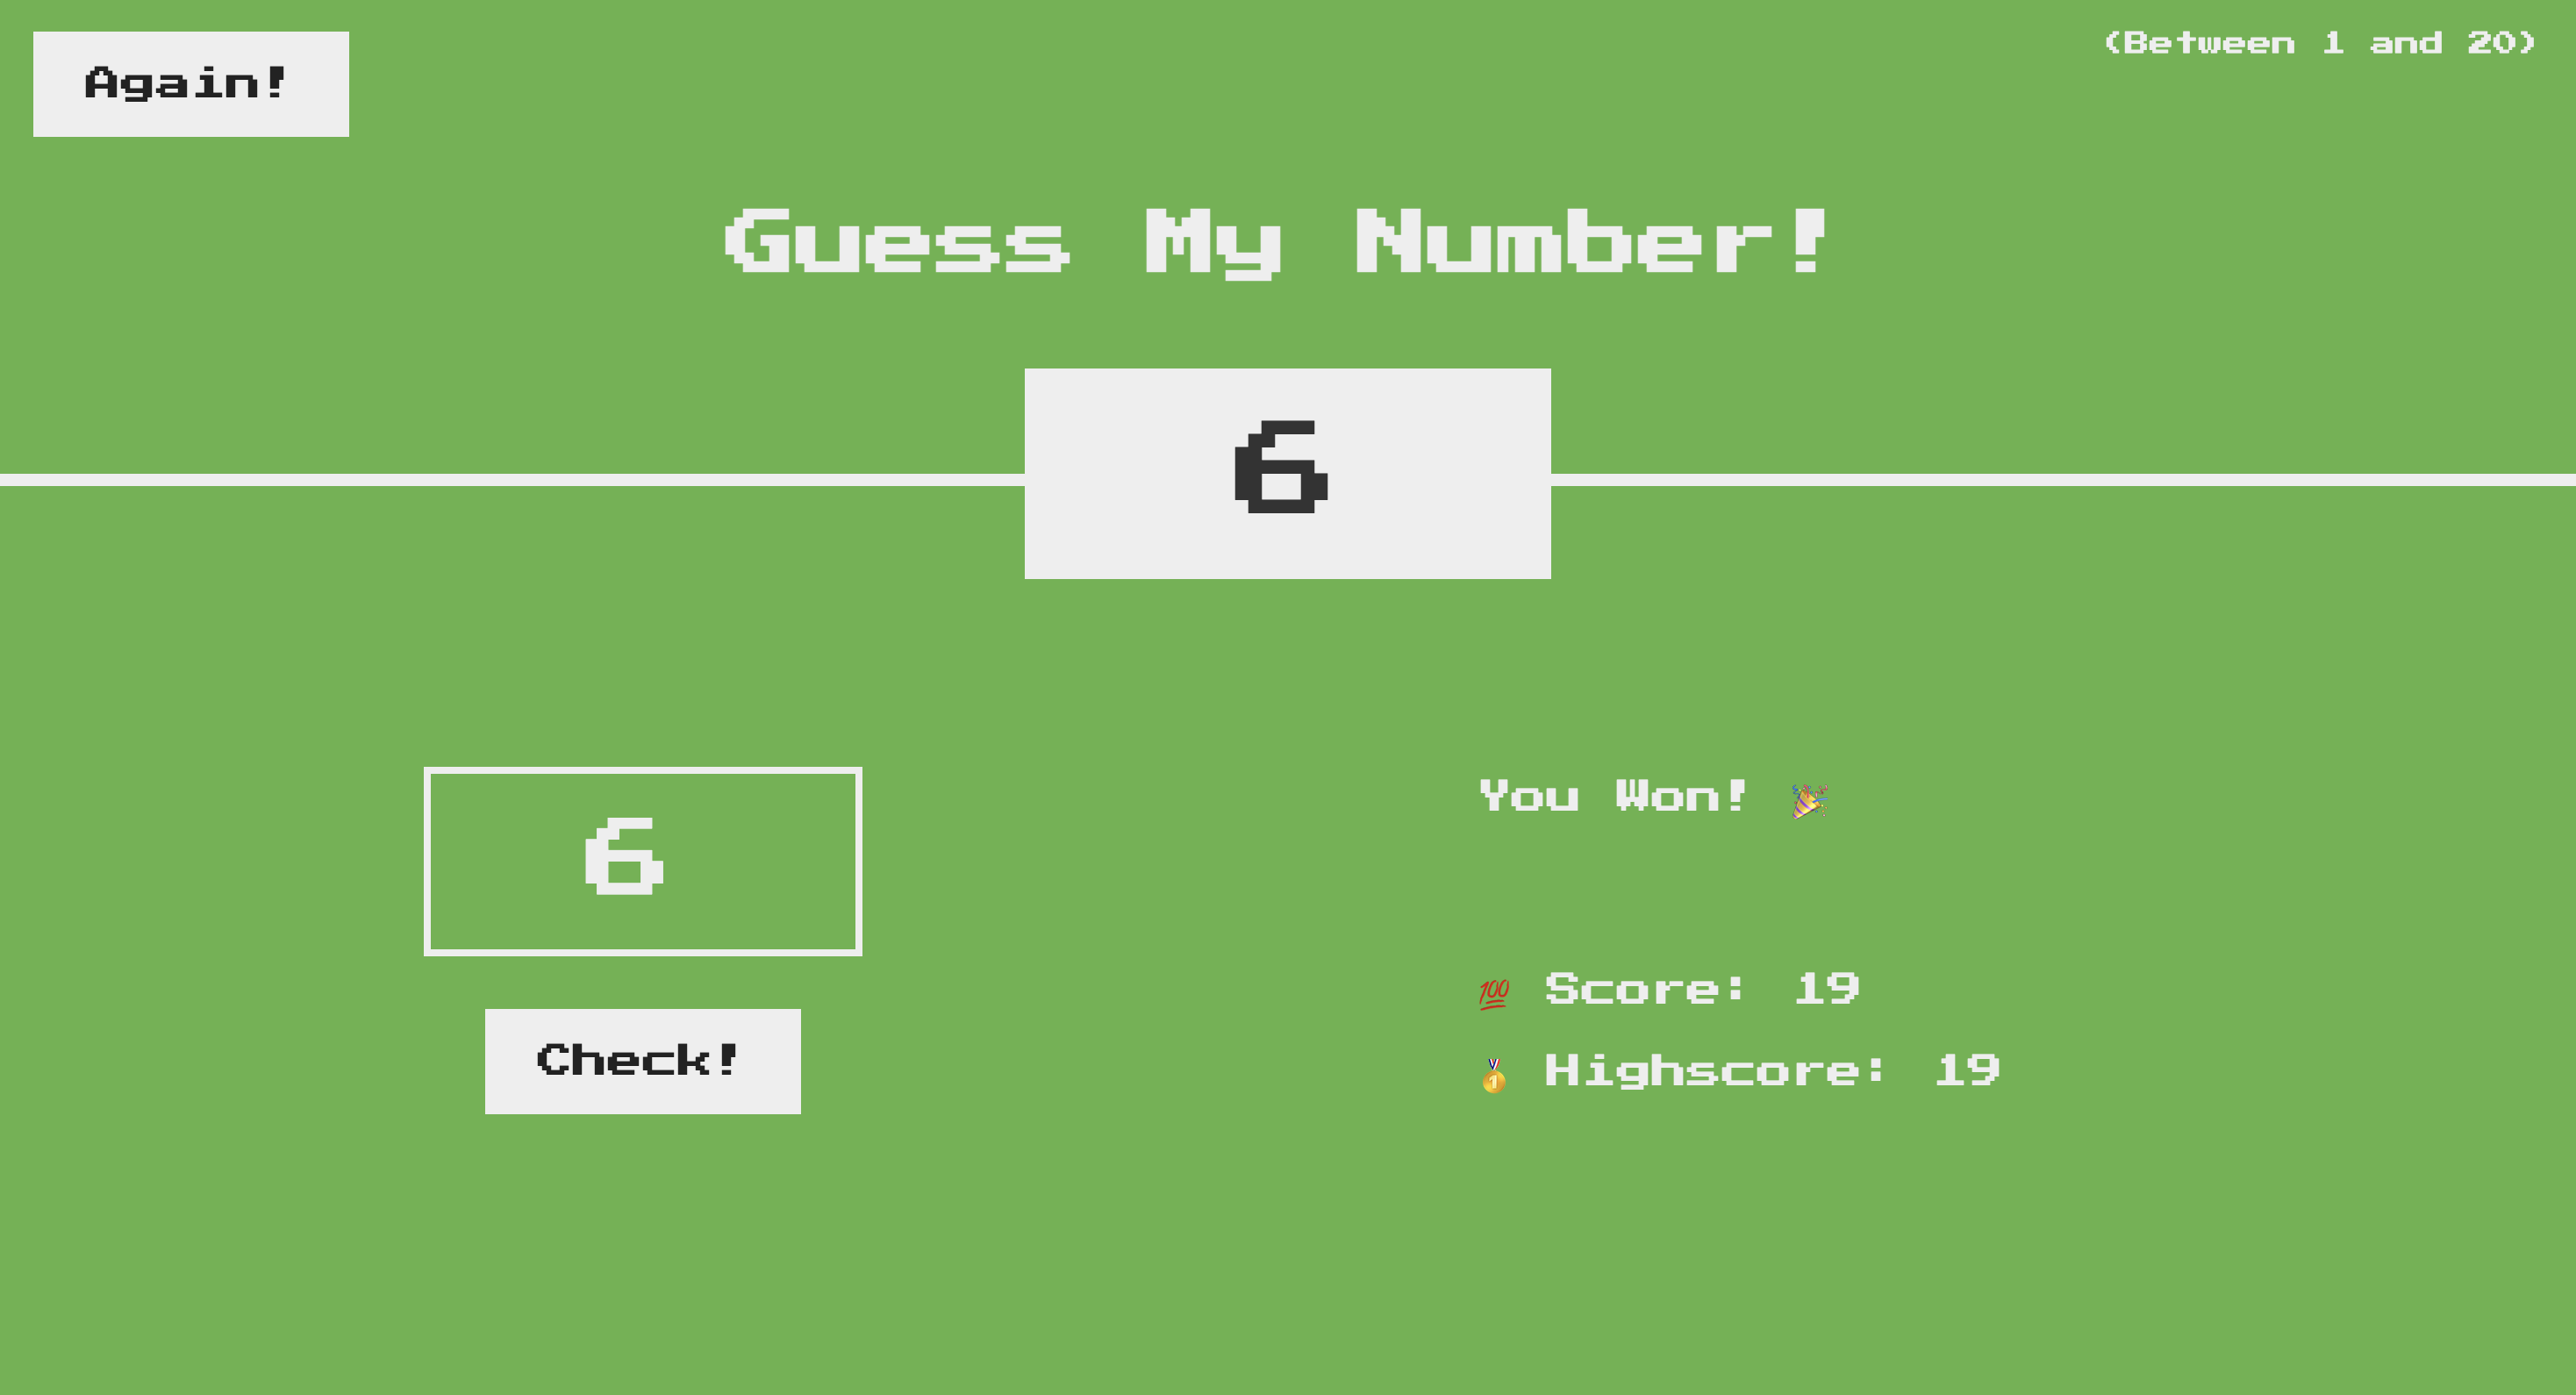 Again!
(Between 1 and 20)
Guess My Number!
6
6
Check!
You Won! 🎉
💯 Score: 19
🥇 Highscore: 19